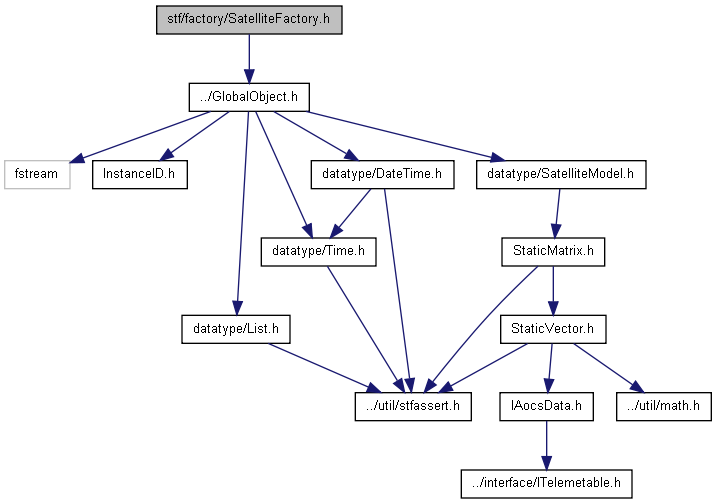 stf/factory/SatelliteFactory.h
../GlobalObject.h
fstream
InstanceID.h
datatype/DateTime.h
datatype/SatelliteModel.h
datatype/Time.h
StaticMatrix.h
datatype/List.h
StaticVector.h
../util/stfassert.h
IAocsData.h
../util/math.h
../interface/ITelemetable.h